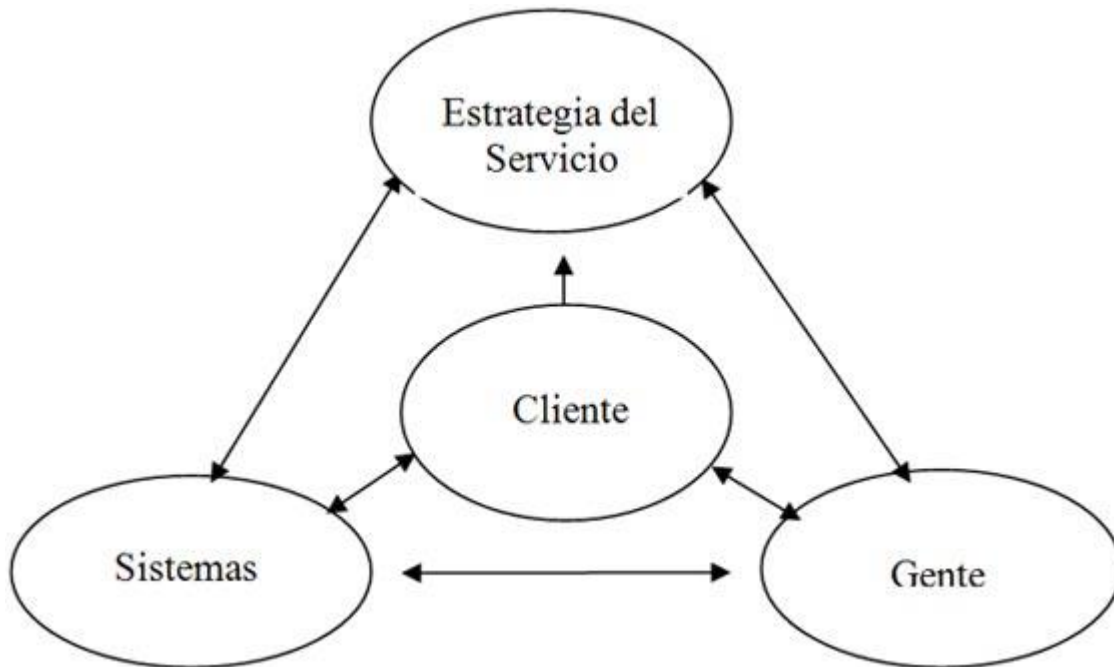 Estrategia del
Servicio
Cliente
Sistemas
Gente